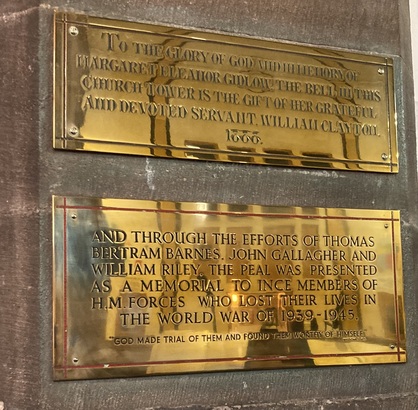 TO THE GLORY OF GOD AND IN MEMORY OF
MARGARET ELEANOR GIDLOW. THE BELL IN THIS
CHURCH TOWER IS THE GIFT OF HER GRATEFUL
AND DEVOTED SERVANT. WILLIAM CLAYTON.
AND THROUGH THE EFFORTS OF THOMAS
BERTRAM BARNES, JOHN GALLAGHER AND
WILLIAM RILEY, THE PEAL WAS PRESENTED
AS A MEMORIAL TO INCE MEMBERS OF
H.M FORCES WHO LOST THEIR LIVES IN
THE WORLD WAR OF 1939-1945.
"GOD MADE TRIAL OF THEM AND FOUND THEM WORTHY OF HIMSELF"